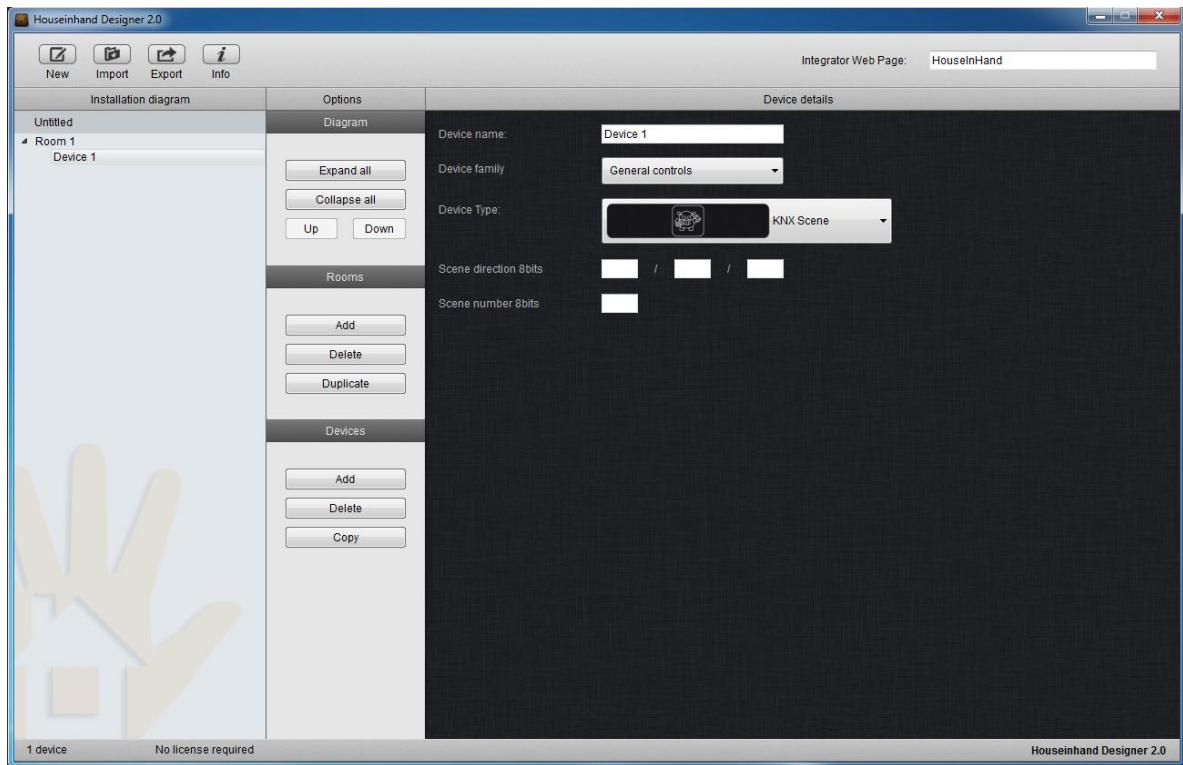 Houseinhand Designer 2.0
New Import Export Info
Integrator Web Page: HouseInHand
Installation diagram
Options
Device details
Untitled
Room 1
Device 1
Diagram
Expand all
Collapse all
Up Down
Rooms
Add
Delete
Duplicate
Devices
Add
Delete
Copy
Device name: Device 1
Device family General controls
Device Type: KNX Scene
Scene direction 8bits / /
Scene number 8bits
1 device No license required Houseinhand Designer 2.0